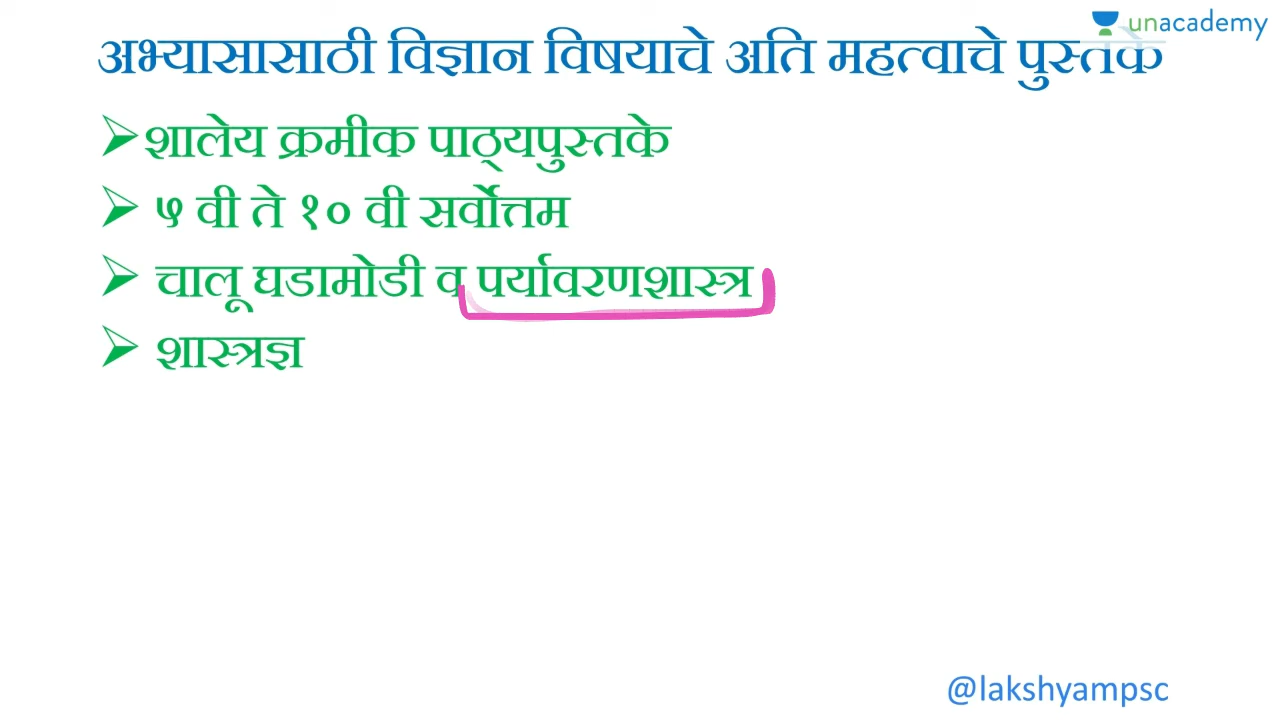 unacademy
अभ्यासासाठी विज्ञान विषयाचे अति महत्वाचे पुस्तक
➢शालेय क्रमीक पाठ्यपुस्तके
➢ ५ वी ते १० वी सर्वोत्तम
➢ चालू घडामोडी व पर्यावरणशास्त्र
➢ शास्त्रज्ञ
@lakshyampsc